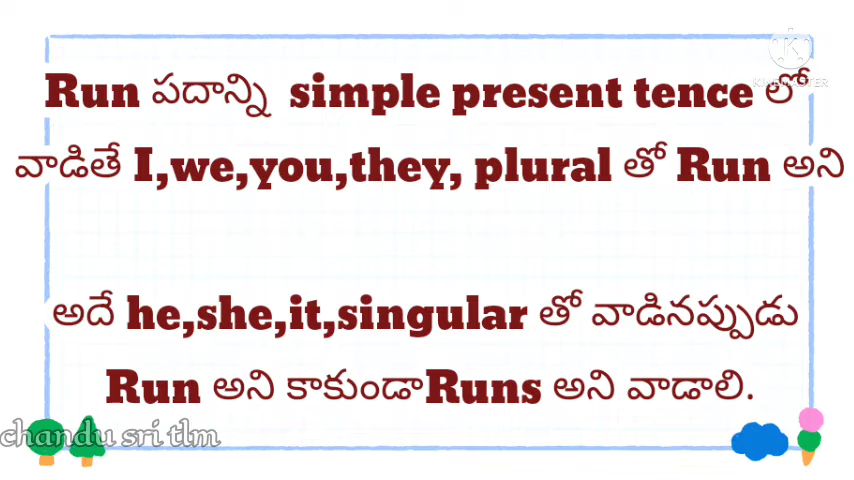 Run పదాన్ని simple present tence లో
వాడితే I,we,you,they, plural తో Run అని
అదే he,she,it,singular తో వాడినప్పుడు
Run అని కాకుండాRuns అని వాడాలి.
chandu sri tlm
KINEMASTER